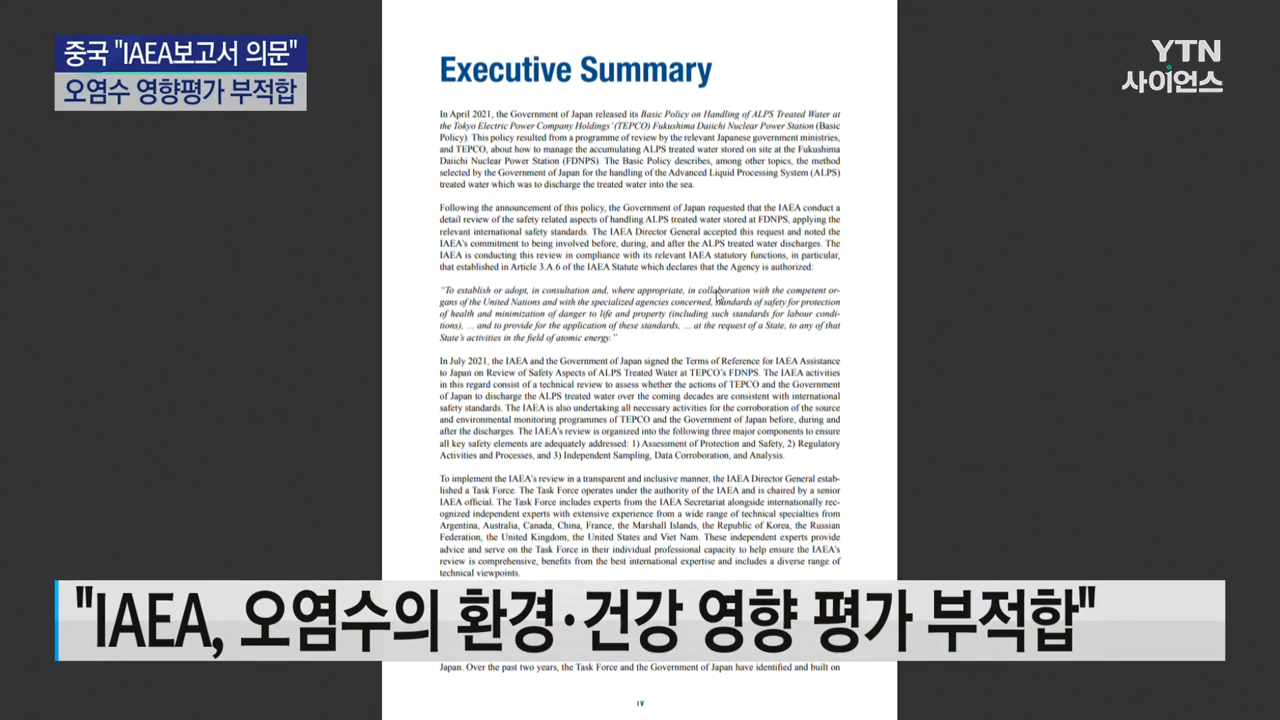 중국 "IAEA보고서 의문"
오염수 영향평가 부적합
YTN
사이언스
Executive Summary
In April 2021, the Government of Japan released its Basic Policy on Handling of ALPS Treated Water at
the Tokyo Electric Power Company Holdings' (TEPCO) Fukushima Daiichi Nuclear Power Station (Basic
Policy). This policy resulted from a programme of review by the relevant Japanese government ministries,
and TEPCO, about how to manage the accumulating ALPS treated water stored on site at the Fukushima
Daiichi Nuclear Power Station (FDNPS). The Basic Policy describes, among other topics, the method
selected by the Government of Japan for the handling of the Advanced Liquid Processing System (ALPS)
treated water which was to discharge the treated water into the sea.
Following the announcement of this policy, the Government of Japan requested that the IAEA conduct a
detail review of the safety related aspects of handling ALPS treated water stored at FDNPS, applying the
relevant international safety standards. The IAEA Director General accepted this request and noted the
IAEA's commitment to being involved before, during, and after the ALPS treated water discharges. The
IAEA is conducting this review in compliance with its relevant IAEA statutory functions, in particular,
that established in Article 3.A.6 of the IAEA Statute which declares that the Agency is authorized:
"To establish or adopt, in consultation and, where appropriate, in collaboration with the competent or-
gans of the United Nations and with the specialized agencies concerned, standards of safety for protection
of health and minimization of danger to life and property (including such standards for labour condi-
tions), ... and to provide for the application of these standards, ... at the request of a State, to any of that
State's activities in the field of atomic energy."
In July 2021, the IAEA and the Government of Japan signed the Terms of Reference for IAEA Assistance
to Japan on Review of Safety Aspects of ALPS Treated Water at TEPCO's FDNPS. The IAEA activities
in this regard consist of a technical review to assess whether the actions of TEPCO and the Government
of Japan to discharge the ALPS treated water over the coming decades are consistent with international
safety standards. The IAEA is also undertaking all necessary activities for the corroboration of the source
and environmental monitoring programmes of TEPCO and the Government of Japan before, during and
after the discharges. The IAEA's review is organized into the following three major components to ensure
all key safety elements are adequately addressed: 1) Assessment of Protection and Safety, 2) Regulatory
Activities and Processes, and 3) Independent Sampling, Data Corroboration, and Analysis.
To implement the IAEA's review in a transparent and inclusive manner, the IAEA Director General estab-
lished a Task Force. The Task Force operates under the authority of the IAEA and is chaired by a senior
IAEA official. The Task Force includes experts from the IAEA Secretariat alongside internationally rec-
ognized independent experts with extensive experience from a wide range of technical specialties from
Argentina, Australia, Canada, China, France, the Marshall Islands, the Republic of Korea, the Russian
Federation, the United Kingdom, the United States and Viet Nam. These independent experts provide
advice and serve on the Task Force in their individual professional capacity to help ensure the IAEA's
review is comprehensive, benefits from the best international expertise and includes a diverse range of
technical viewpoints.
"IAEA, 오염수의 환경·건강 영향 평가 부적합"
Japan. Over the past two years, the Task Force and the Government of Japan have identified and built on
iv